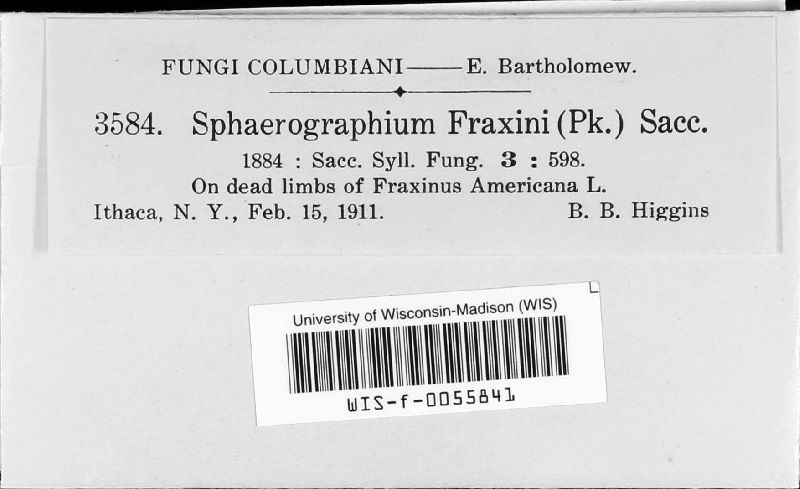 FUNGI COLUMBIANI——E. Bartholomew.
3584. Sphaerographium Fraxini (Pk.) Sacc.
1884 : Sacc. Syll. Fung. 3 : 598.
On dead limbs of Fraxinus Americana L.
Ithaca, N. Y., Feb. 15, 1911. B. B. Higgins
University of Wisconsin-Madison (WIS)
WIS-f-0055841